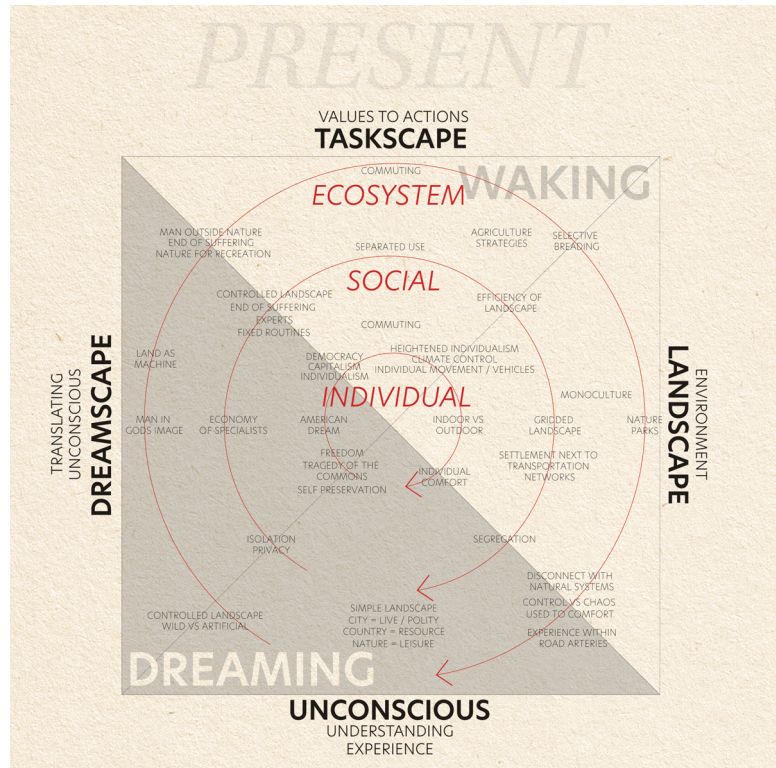 PRESENT
VALUES TO ACTIONS
TASKSCAPE
COMMUTING
WAKING
ECOSYSTEM
MAN OUTSIDE NATURE
END OF SUFFERING
NATURE FOR RECREATION
SEPARATED USE
AGRICULTURE
STRATEGIES
SELECTIVE
BREADING
SOCIAL
CONTROLLED LANDSCAPE
END OF SUFFERING
EXPERTS
FIXED ROUTINES
EFFICIENCY OF
LANDSCAPE
COMMUTING
LAND AS
MACHINE
DEMOCRACY
CAPITALISM
INDIVIDUALISM
HEIGHTENED INDIVIDUALISM
CLIMATE CONTROL
INDIVIDUAL MOVEMENT / VEHICLES
INDIVIDUAL
MONOCULTURE
TRANSLATING
UNCONSCIOUS
DREAMSCAPE
MAN IN
GODS IMAGE
ECONOMY
OF SPECIALISTS
AMERICAN
DREAM
INDOOR VS
OUTDOOR
GRIDDED
LANDSCAPE
NATURE
PARKS
LANDSCAPE
ENVIRONMENT
FREEDOM
TRAGEDY OF THE
COMMONS
SELF PRESERVATION
INDIVIDUAL
COMFORT
SETTLEMENT NEXT TO
TRANSPORTATION
NETWORKS
ISOLATION
PRIVACY
SEGREGATION
DISCONNECT WITH
NATURAL SYSTEMS
CONTROL VS CHAOS
USED TO COMFORT
EXPERIENCE WITHIN
ROAD ARTERIES
CONTROLLED LANDSCAPE
WILD VS ARTIFICIAL
SIMPLE LANDSCAPE
CITY = LIVE / POLITY
COUNTRY = RESOURCE
NATURE = LEISURE
DREAMING
UNCONSCIOUS
UNDERSTANDING
EXPERIENCE